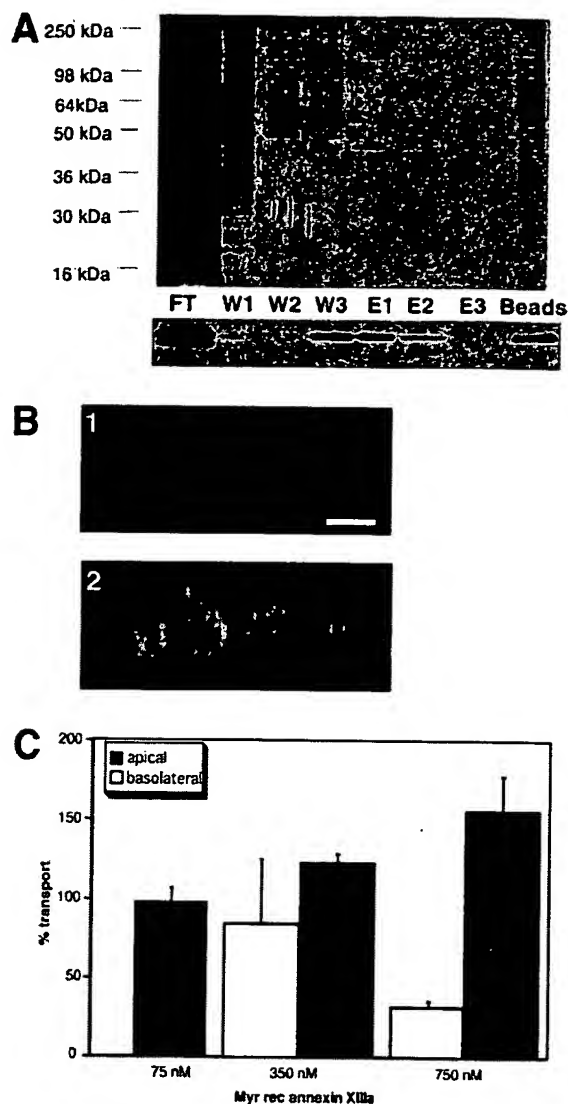 A
250 kDa
98 kDa
64kDa
50 kDa
36 kDa
30 kDa
16 kDa
FT W1 W2 W3 E1 E2 E3 Beads
B
1
2
C
200
150
100
50
0
% transport
apical
basolateral
75 nM 350 nM 750 nM
Myr rec annexin XIIIa